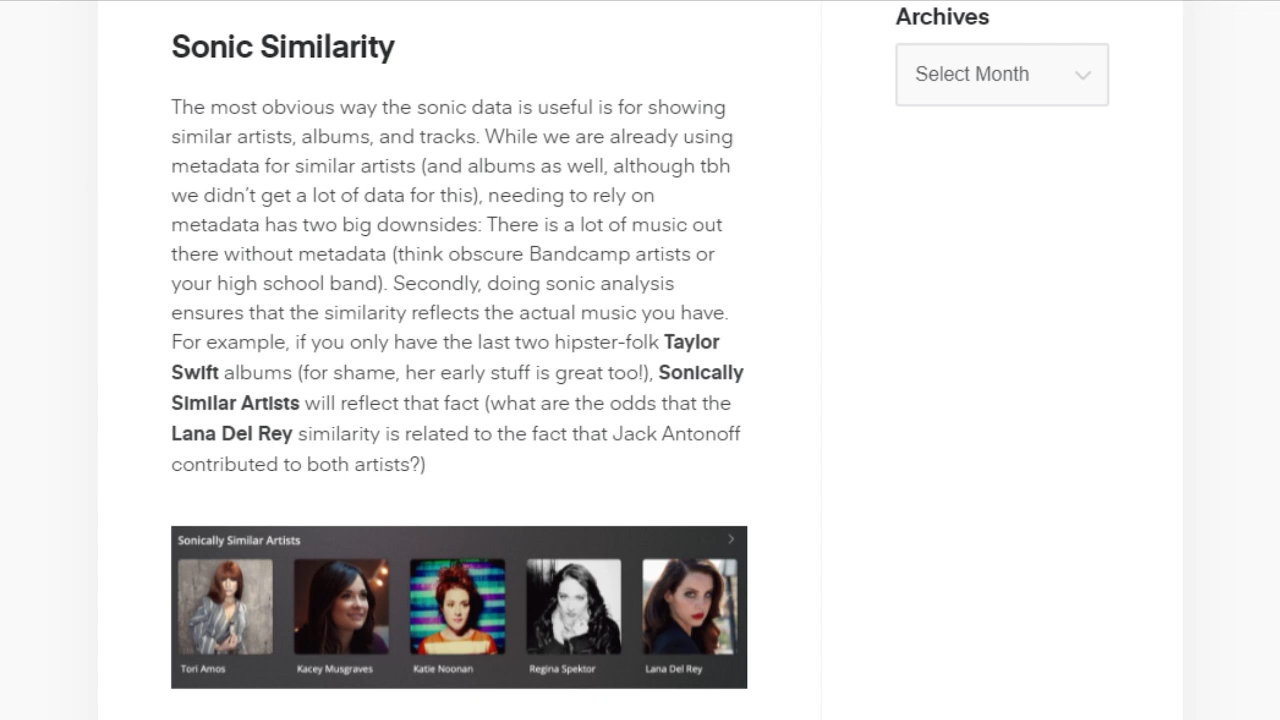 Sonic Similarity
The most obvious way the sonic data is useful is for showing
similar artists, albums, and tracks. While we are already using
metadata for similar artists (and albums as well, although tbh
we didn’t get a lot of data for this), needing to rely on
metadata has two big downsides: There is a lot of music out
there without metadata (think obscure Bandcamp artists or
your high school band). Secondly, doing sonic analysis
ensures that the similarity reflects the actual music you have.
For example, if you only have the last two hipster-folk Taylor
Swift albums (for shame, her early stuff is great too!), Sonically
Similar Artists will reflect that fact (what are the odds that the
Lana Del Rey similarity is related to the fact that Jack Antonoff
contributed to both artists?)
Sonically Similar Artists
Tori Amos
Kacey Musgraves
Katie Noonan
Regina Spektor
Lana Del Rey
Archives
Select Month